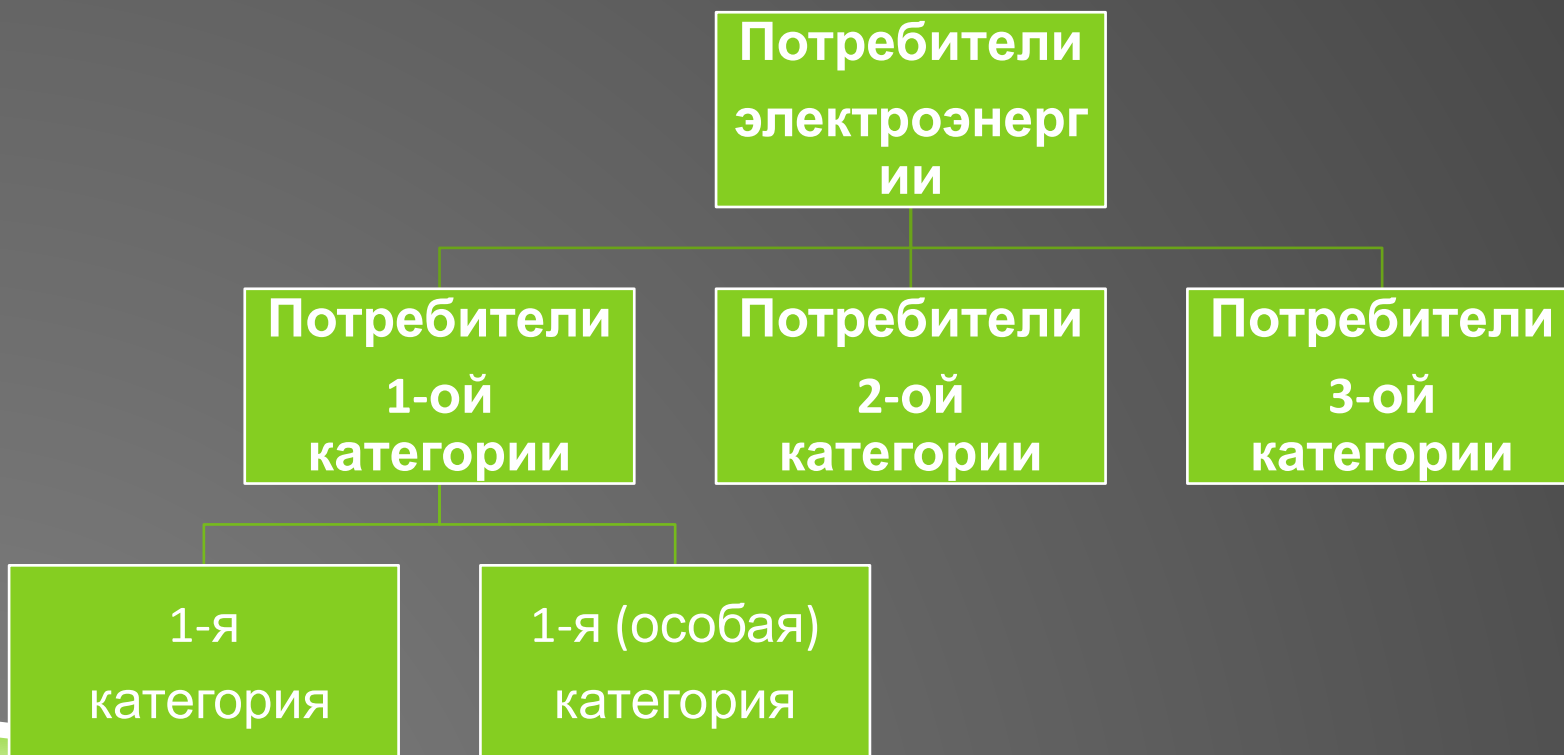 Потребители
электроэнерг
ии
Потребители
1-ой
категории
Потребители
2-ой
категории
Потребители
3-ой
категории
1-я
категория
1-я (особая)
категория